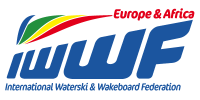 Europe & Africa
iWWF
International Waterski & Wakeboard Federation